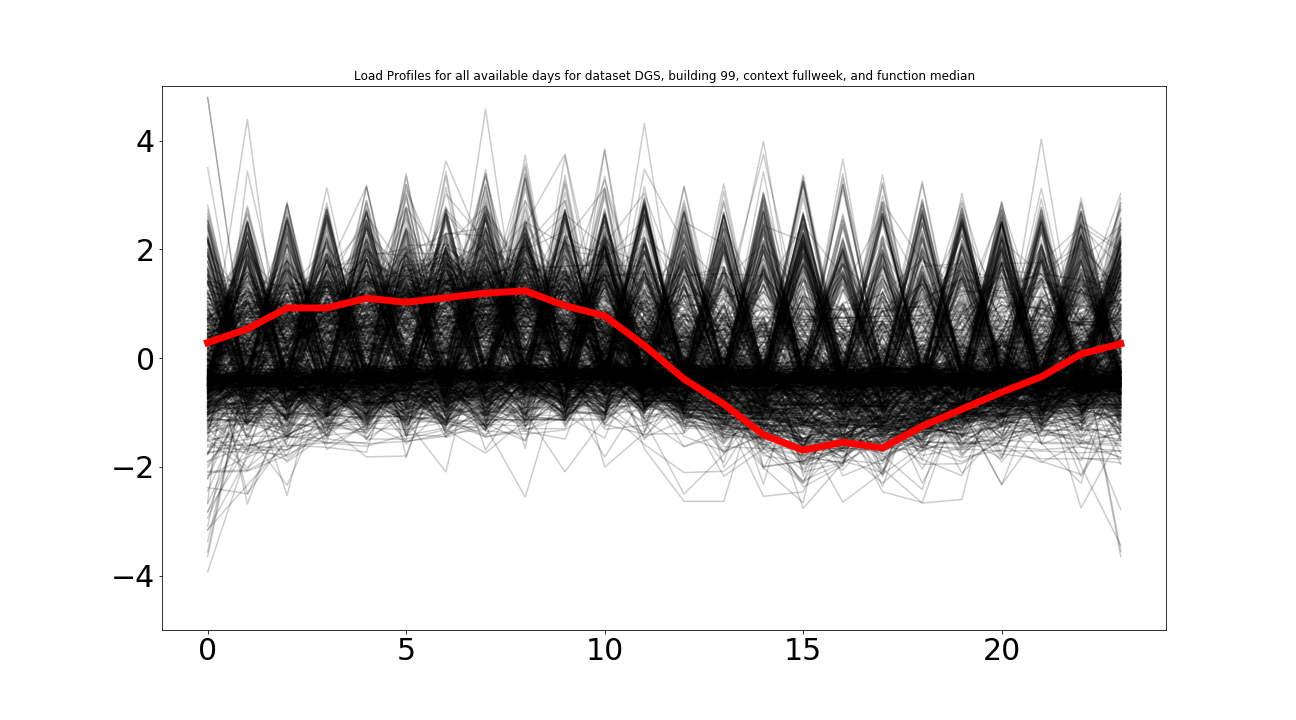 Load Profiles for all available days for dataset DGS, building 99, context fullweek, and function median
4
2
0
−2
−4
0 5 10 15 20